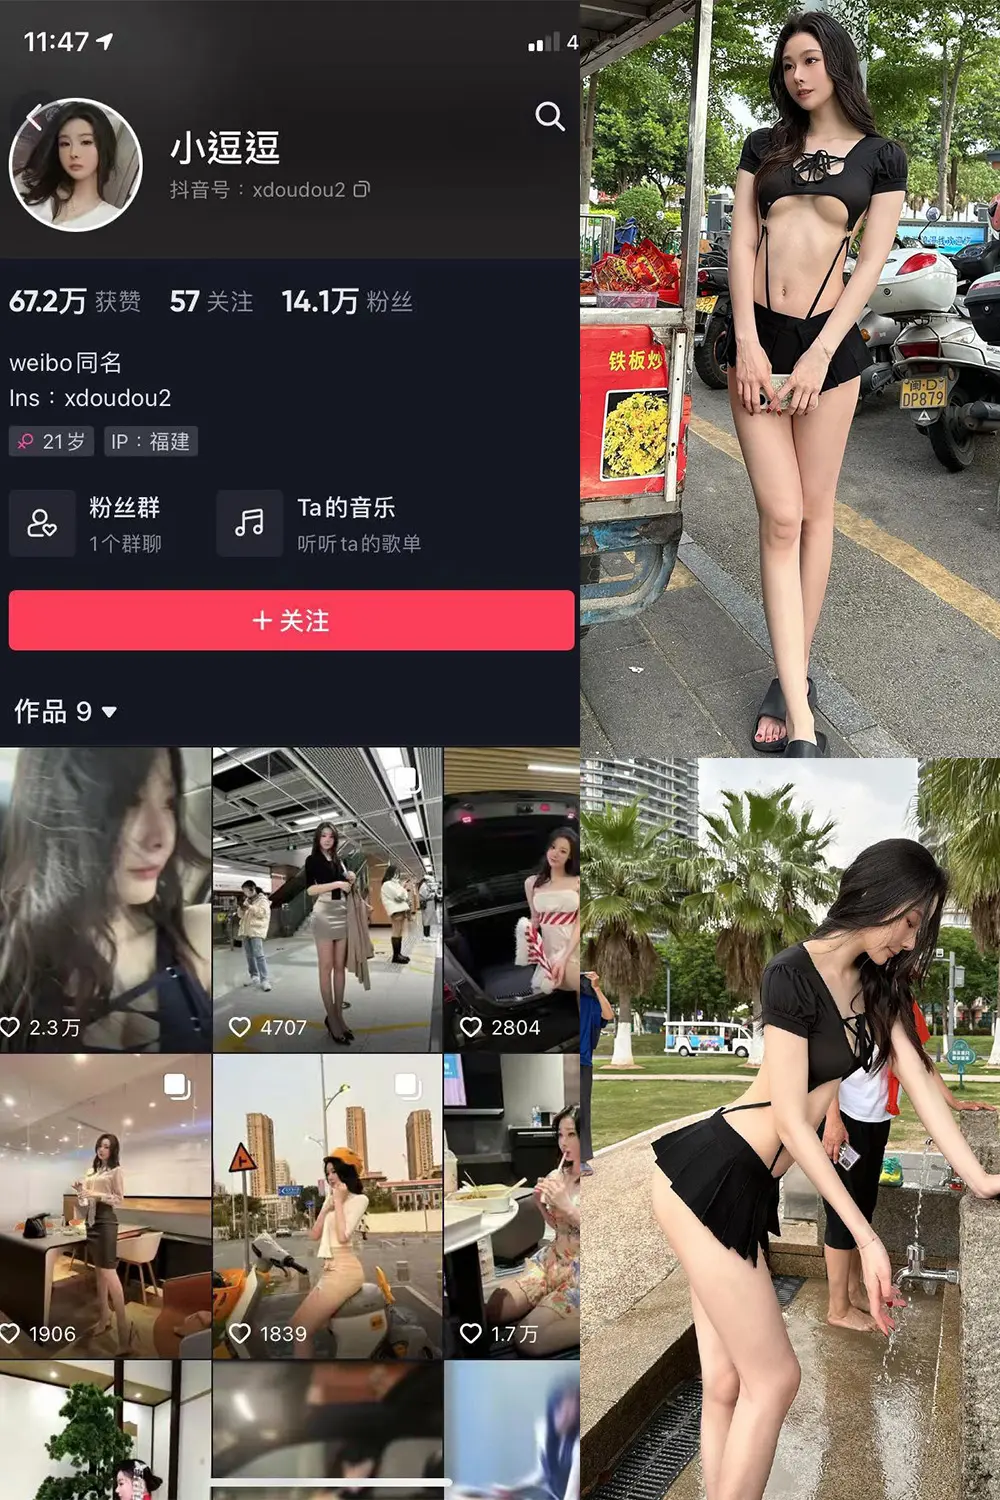 11:47
4
小逗逗
抖音号：xdoudou2
67.2万 获赞 57 关注 14.1万 粉丝
weibo同名
Ins：xdoudou2
21岁 IP：福建
粉丝群
1个群聊
Ta的音乐
听听ta的歌单
+ 关注
作品 9
2.3万
4707
2804
1906
1839
1.7万
铁板炒
闽·D
DP879